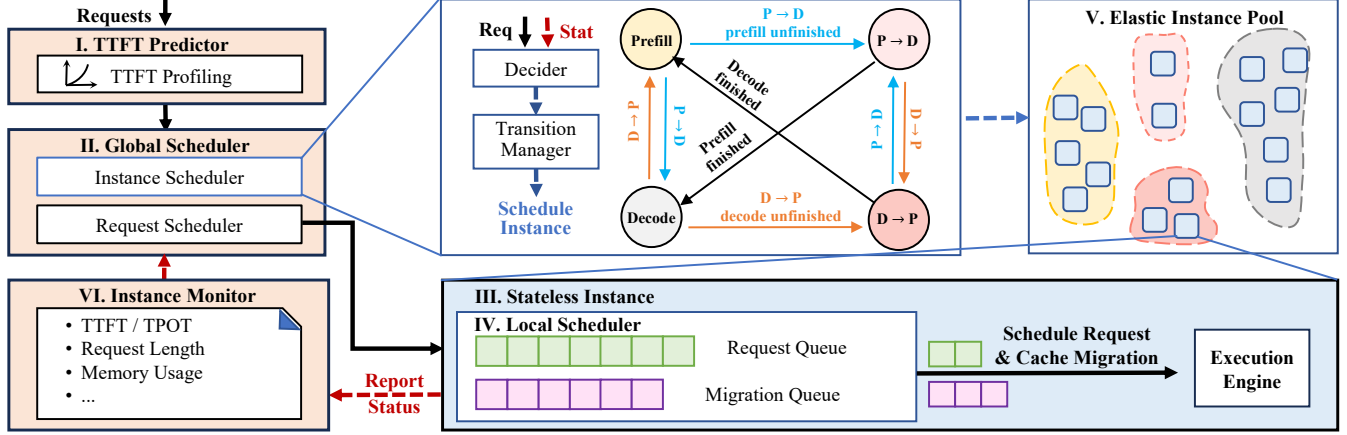 Requests
I. TTFT Predictor
TTFT Profiling
II. Global Scheduler
Instance Scheduler
Request Scheduler
VI. Instance Monitor
• TTFT / TPOT
• Request Length
• Memory Usage
• ...
Req
Stat
Decider
Transition
Manager
Schedule
Instance
Prefill
P → D
prefill unfinished
P → D
D → P
P → D
Decode
finished
Prefill
finished
P → D
D → P
Decode
D → P
decode unfinished
D → P
V. Elastic Instance Pool
III. Stateless Instance
IV. Local Scheduler
Request Queue
Migration Queue
Schedule Request
& Cache Migration
Execution
Engine
Report
Status